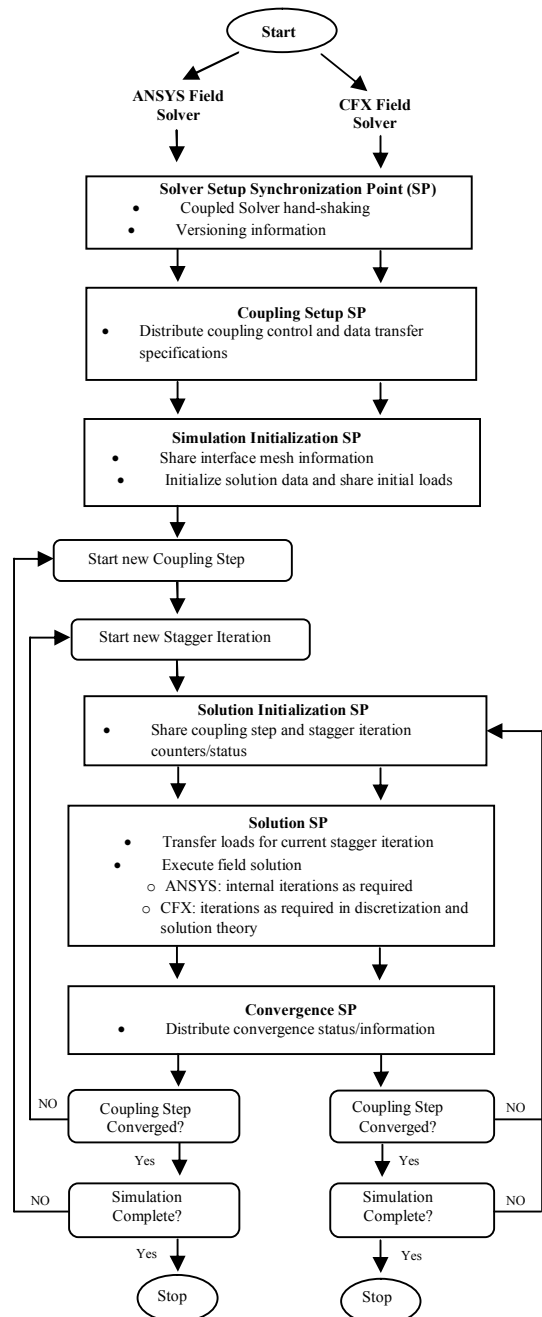 Start
ANSYS Field
Solver
CFX Field
Solver
Solver Setup Synchronization Point (SP)
• Coupled Solver hand-shaking
• Versioning information
Coupling Setup SP
• Distribute coupling control and data transfer
specifications
Simulation Initialization SP
• Share interface mesh information
• Initialize solution data and share initial loads
Start new Coupling Step
Start new Stagger Iteration
Solution Initialization SP
• Share coupling step and stagger iteration
counters/status
Solution SP
• Transfer loads for current stagger iteration
• Execute field solution
o ANSYS: internal iterations as required
o CFX: iterations as required in discretization and
solution theory
Convergence SP
• Distribute convergence status/information
NO
Coupling Step
Converged?
Coupling Step
Converged?
NO
Yes
Yes
NO
Simulation
Complete?
Simulation
Complete?
NO
Yes
Yes
Stop
Stop